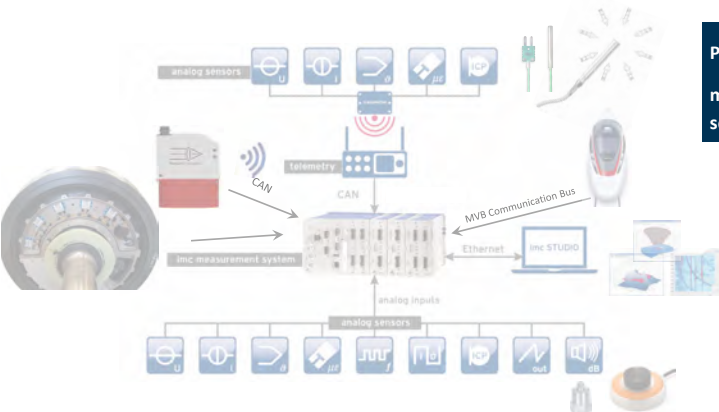 P
m
se
analog sensors
U
i
∂
με
ICP
telemetry
CAN
CAN
MVB Communication Bus
Ethernet
imc STUDIO
imc measurement system
analog inputs
analog sensors
U
i
∂
με
f
ICP
out
dB